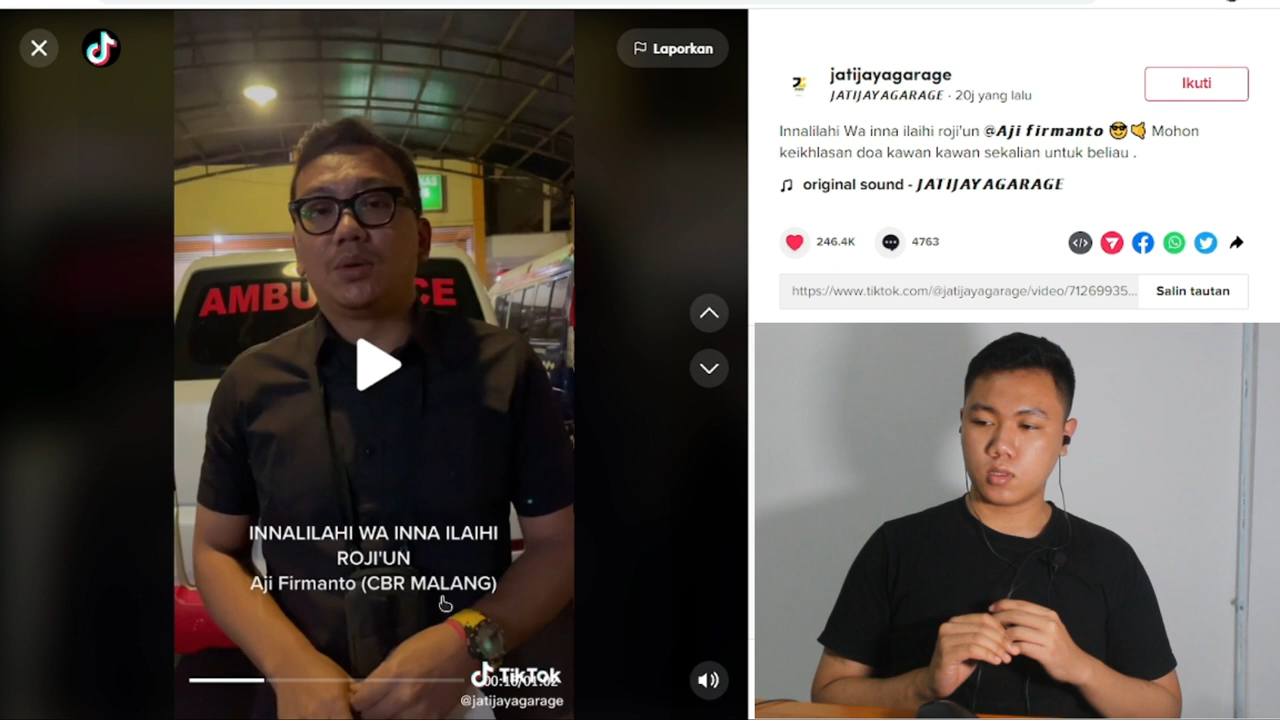 Laporkan
AMBU CE
INNALILAHI WA INNA ILAIHI
ROJI'UN
Aji Firmanto (CBR MALANG)
TikTok
@jatijayagarage
jatijayagarage
JATIJAYAGARAGE · 20j yang lalu
Ikuti
Innalilahi Wa inna ilaihi roji'un @Aji firmanto 😎🤙 Mohon
keikhlasan doa kawan kawan sekalian untuk beliau .
original sound - JATIJAYAGARAGE
246.4K
4763
https://www.tiktok.com/@jatijayagarage/video/71269935...
Salin tautan